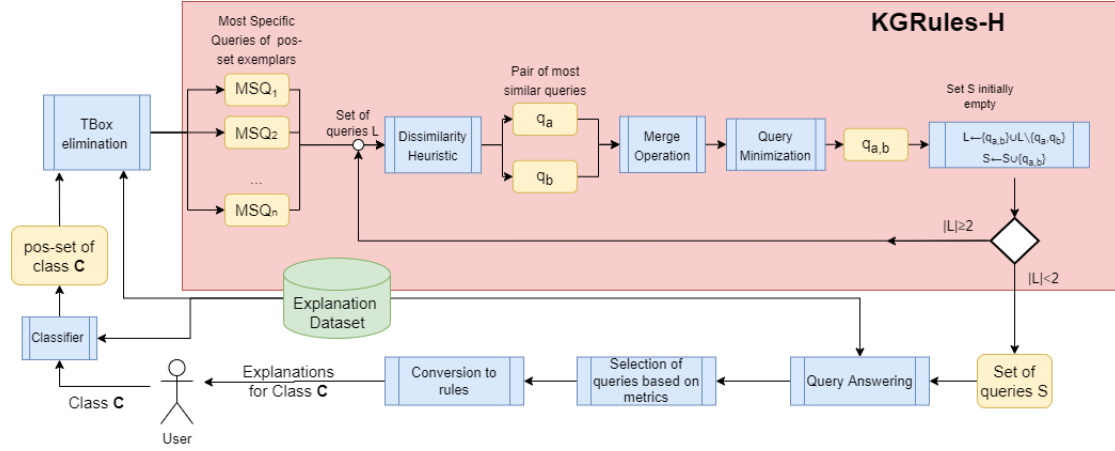 KGRules-H
Most Specific
Queries of pos-
set exemplars
MSQ1
MSQ2
...
MSQn
TBox
elimination
Set of
queries L
Dissimilarity
Heuristic
Pair of most
similar queries
qa
qb
Merge
Operation
Query
Minimization
qa,b
Set S initially
empty
L←{qa,b}∪L\{qa,qb}
S←S∪{qa,b}
|L|≥2
|L|<2
pos-set of
class C
Explanation
Dataset
Classifier
Class C
User
Explanations
for Class C
Conversion to
rules
Selection of
queries based on
metrics
Query Answering
Set of
queries S